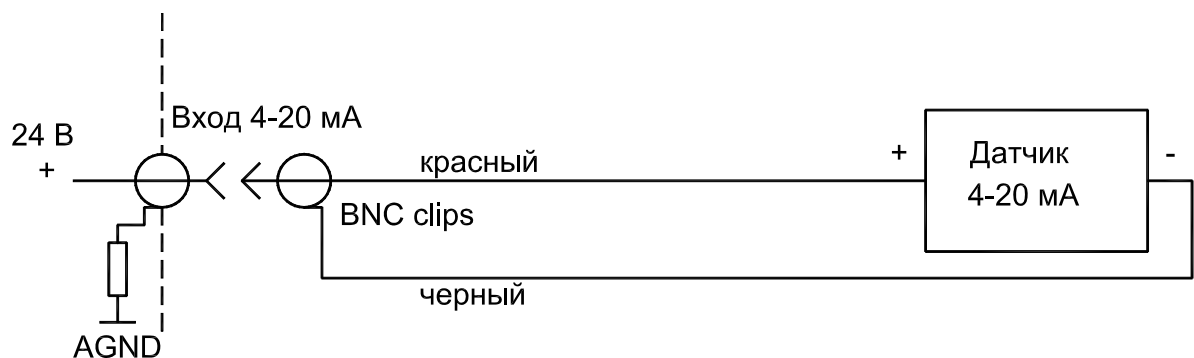 Вход 4-20 мА
24 В
+
красный
BNC clips
черный
+
Датчик
4-20 мА
-
AGND